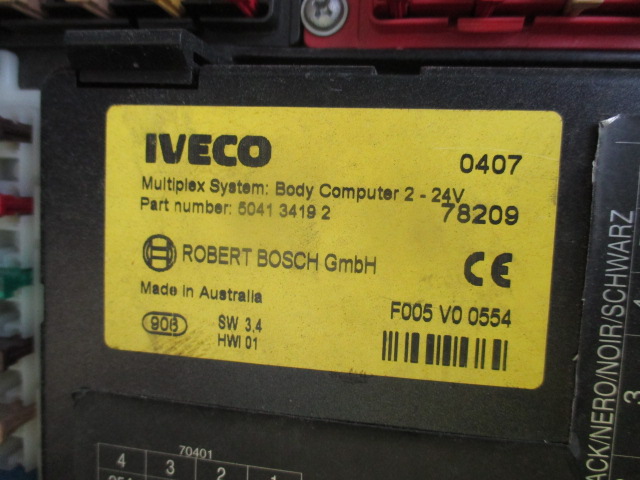 IVECO
0407
Multiplex System: Body Computer 2 - 24V
Part number: 5041 3419 2
78209
ROBERT BOSCH GmbH
CE
Made in Australia
F005 V0 0554
906
SW 3,4
HWI 01
70401
4 3 2 1
ACK/NERO/NOIR/SCHWARZ
3